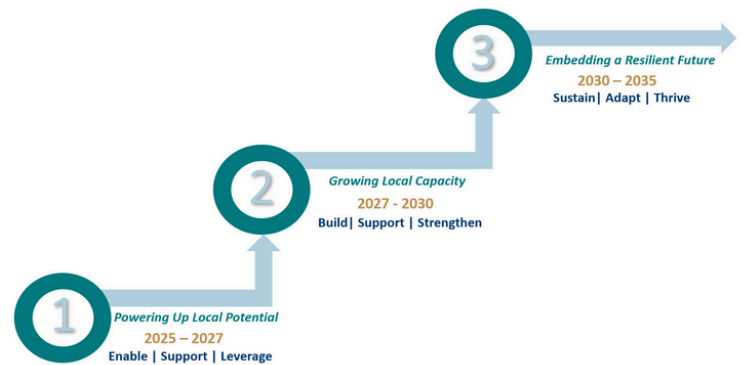 1
Powering Up Local Potential
2025 – 2027
Enable | Support | Leverage
2
Growing Local Capacity
2027 - 2030
Build| Support | Strengthen
3
Embedding a Resilient Future
2030 – 2035
Sustain| Adapt | Thrive